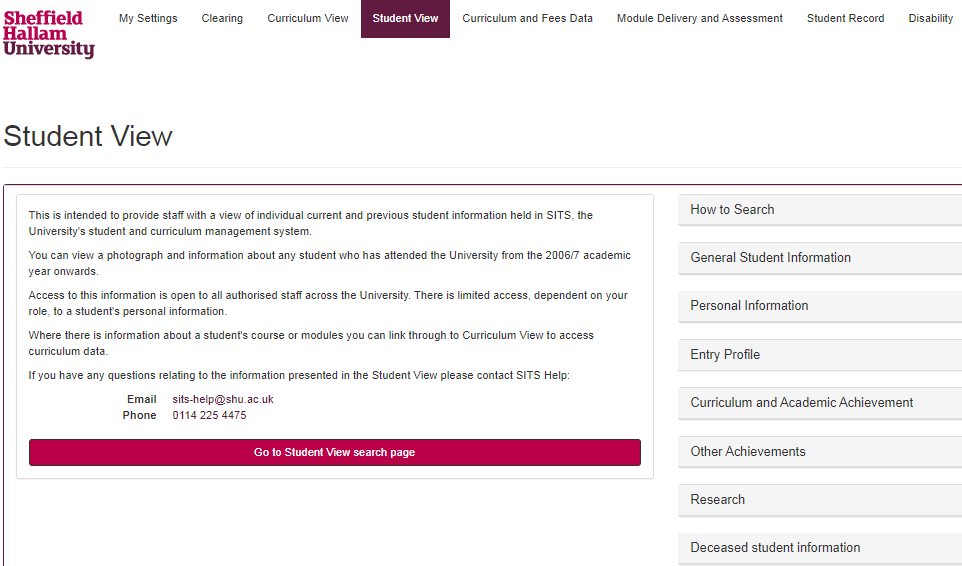 Sheffield
Hallam
University
My Settings
Clearing
Curriculum View
Student View
Curriculum and Fees Data
Module Delivery and Assessment
Student Record
Disability
Student View
This is intended to provide staff with a view of individual current and previous student information held in SITS, the
University's student and curriculum management system.
You can view a photograph and information about any student who has attended the University from the 2006/7 academic
year onwards.
Access to this information is open to all authorised staff across the University. There is limited access, dependent on your
role, to a student's personal information.
Where there is information about a student's course or modules you can link through to Curriculum View to access
curriculum data.
If you have any questions relating to the information presented in the Student View please contact SITS Help:
Email sits-help@shu.ac.uk
Phone 0114 225 4475
Go to Student View search page
How to Search
General Student Information
Personal Information
Entry Profile
Curriculum and Academic Achievement
Other Achievements
Research
Deceased student information